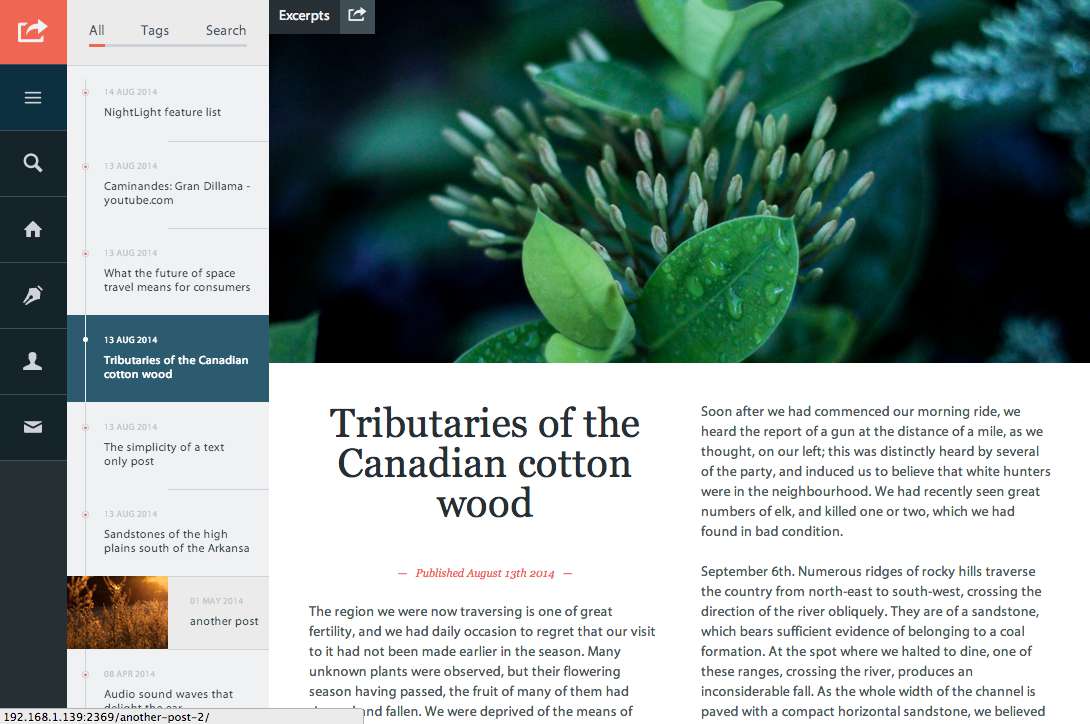 All Tags Search
14 AUG 2014
NightLight feature list
13 AUG 2014
Caminandes: Gran Dillama -
youtube.com
13 AUG 2014
What the future of space
travel means for consumers
13 AUG 2014
Tributaries of the Canadian
cotton wood
13 AUG 2014
The simplicity of a text
only post
13 AUG 2014
Sandstones of the high
plains south of the Arkansa
01 MAY 2014
another post
08 APR 2014
Audio sound waves that
delight the ear
192.168.1.139:2369/another-post-2/
Excerpts
Tributaries of the
Canadian cotton
wood
— Published August 13th 2014 —
The region we were now traversing is one of great
fertility, and we had daily occasion to regret that our visit
to it had not been made earlier in the season. Many
unknown plants were observed, but their flowering
season having passed, the fruit of many of them had
and fallen. We were deprived of the means of
Soon after we had commenced our morning ride, we
heard the report of a gun at the distance of a mile, as we
thought, on our left; this was distinctly heard by several
of the party, and induced us to believe that white hunters
were in the neighbourhood. We had recently seen great
numbers of elk, and killed one or two, which we had
found in bad condition.
September 6th. Numerous ridges of rocky hills traverse
the country from north-east to south-west, crossing the
direction of the river obliquely. They are of a sandstone,
which bears sufficient evidence of belonging to a coal
formation. At the spot where we halted to dine, one of
these ranges, crossing the river, produces an
inconsiderable fall. As the whole width of the channel is
paved with a compact horizontal sandstone, we believed